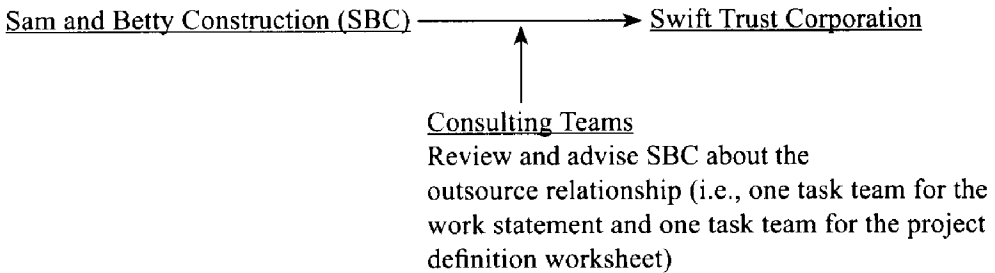 Sam and Betty Construction (SBC) Swift Trust Corporation
Consulting Teams
Review and advise SBC about the
outsource relationship (i.e., one task team for the
work statement and one task team for the project
definition worksheet)